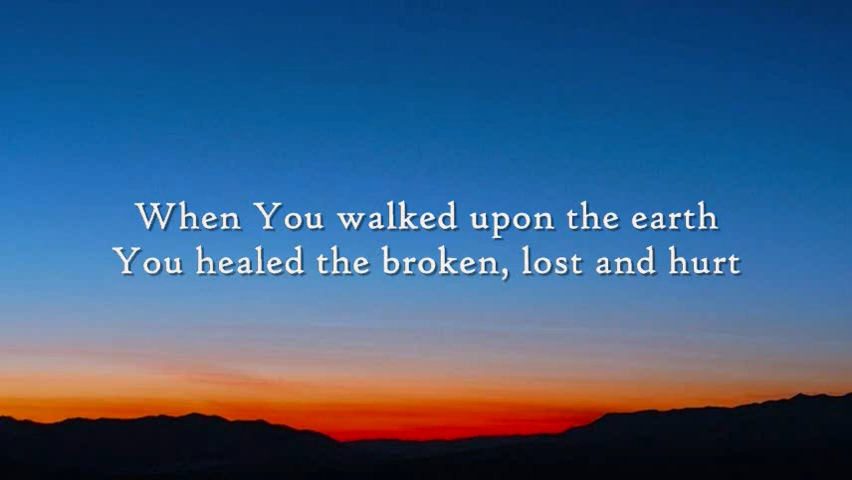 When You walked upon the earth
You healed the broken, lost and hurt